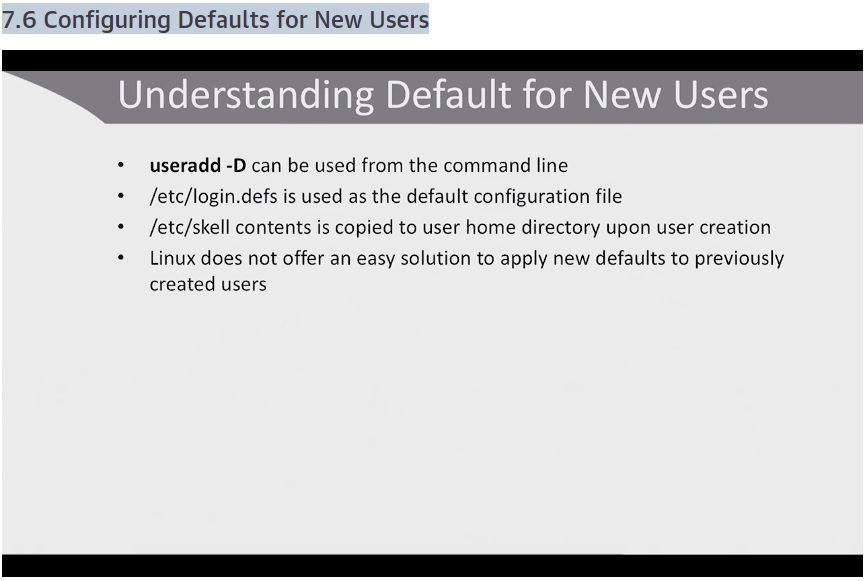 7.6 Configuring Defaults for New Users
Understanding Default for New Users
• useradd -D can be used from the command line
• /etc/login.defs is used as the default configuration file
• /etc/skell contents is copied to user home directory upon user creation
• Linux does not offer an easy solution to apply new defaults to previously
created users